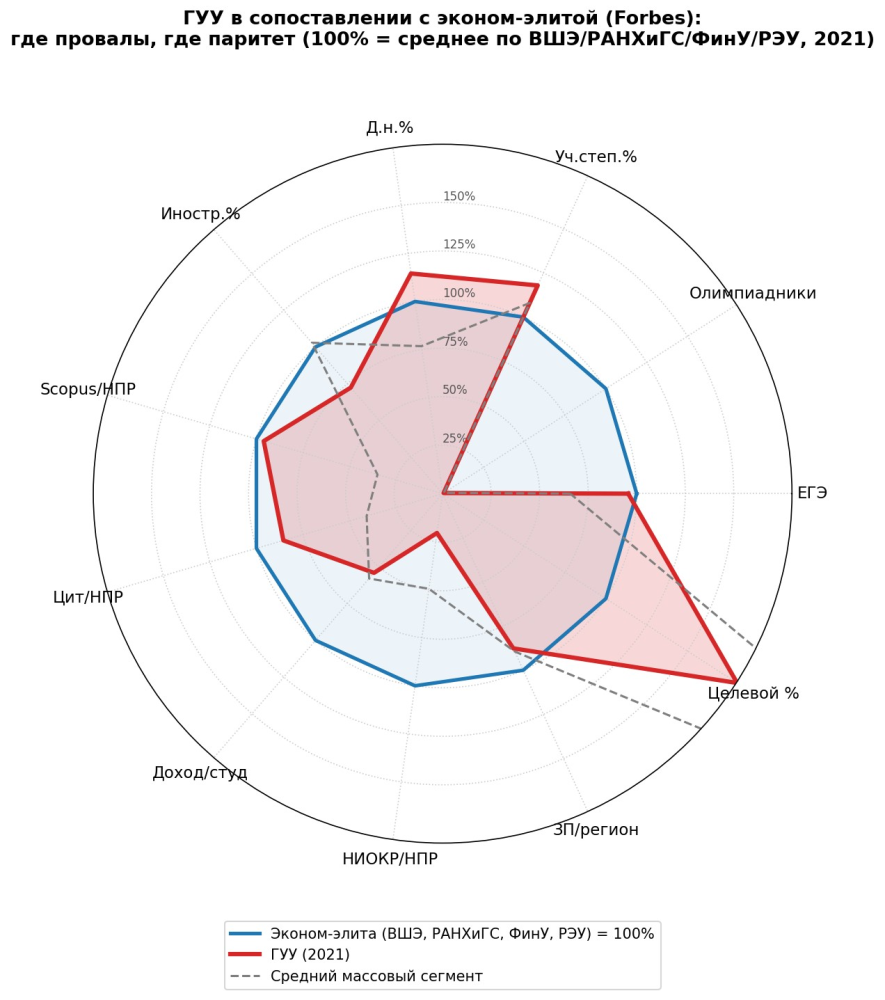 ГУУ в сопоставлении с эконом-элитой (Forbes):
где провалы, где паритет (100% = среднее по ВШЭ/РАНХиГС/ФинУ/РЭУ, 2021)
Д.н.%
Уч.степ.%
Иностр.%
150%
125%
Олимпиадники
100%
75%
Scopus/НПР
50%
25%
ЕГЭ
Цит/НПР
Целевой %
Доход/студ
ЗП/регион
НИОКР/НПР
Эконом-элита (ВШЭ, РАНХиГС, ФинУ, РЭУ) = 100%
ГУУ (2021)
Средний массовый сегмент